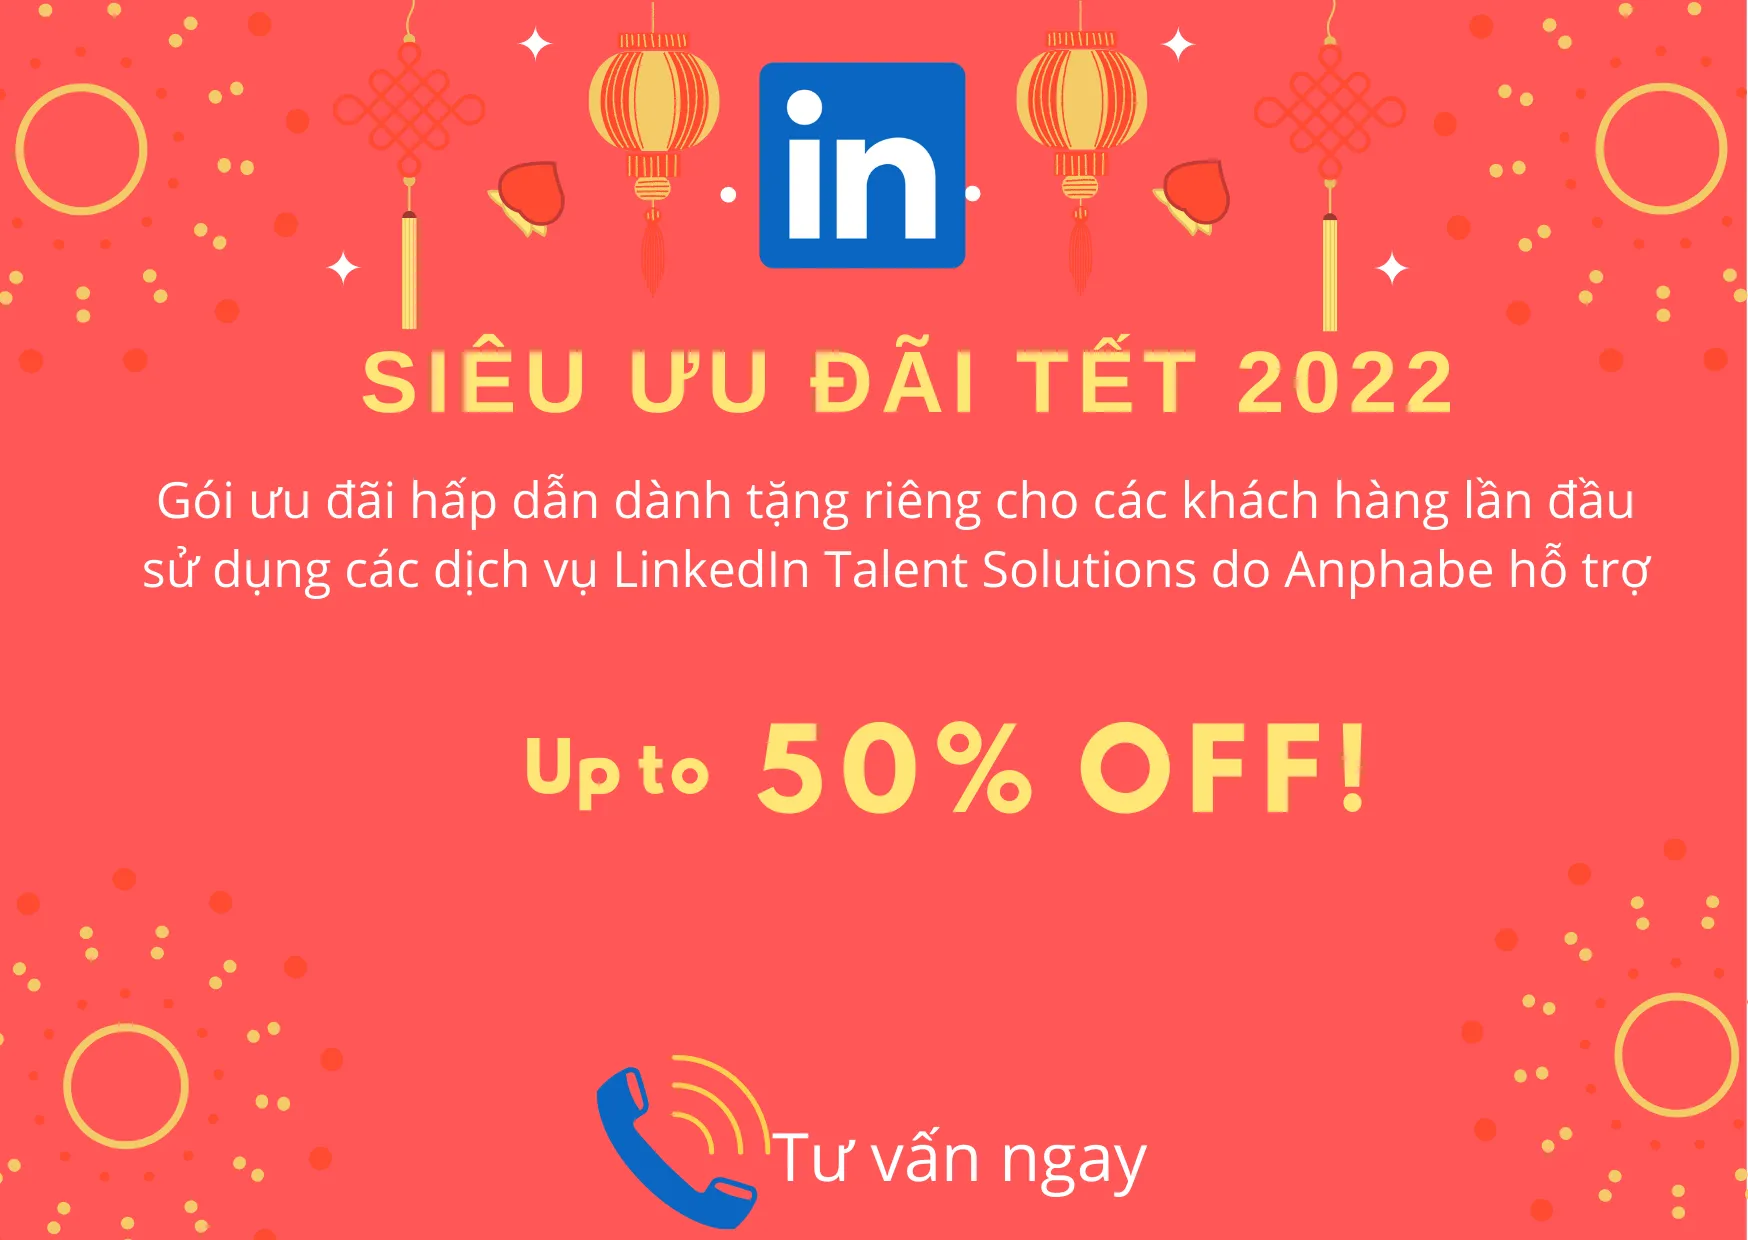 in
SIÊU ƯU ĐÃI TẾT 2022
Gói ưu đãi hấp dẫn dành tặng riêng cho các khách hàng lần đầu
sử dụng các dịch vụ LinkedIn Talent Solutions do Anphabe hỗ trợ
Up to 50% OFF!
Tư vấn ngay